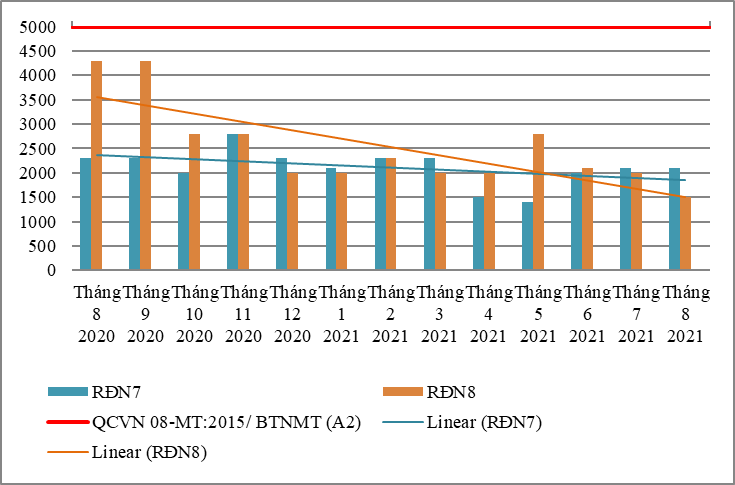 5000
4500
4000
3500
3000
2500
2000
1500
1000
500
0
Tháng Tháng Tháng Tháng Tháng Tháng Tháng Tháng Tháng Tháng Tháng Tháng Tháng
8 9 10 11 12 1 2 3 4 5 6 7 8
2020 2020 2020 2020 2020 2021 2021 2021 2021 2021 2021 2021 2021
RĐN7 RĐN8
QCVN 08-MT:2015/ BTNMT (A2) Linear (RĐN7)
Linear (RĐN8)